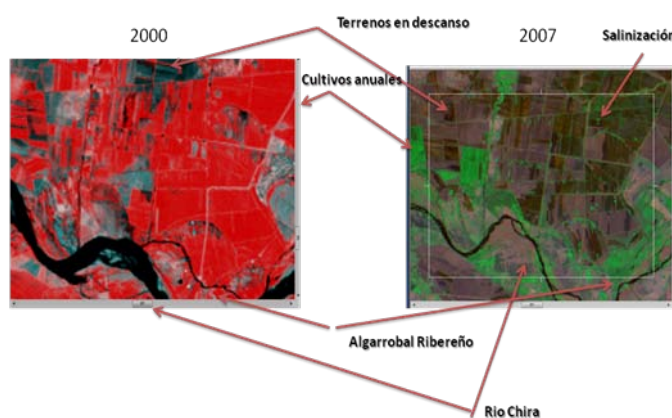 Terrenos en descanso
2000
2007
Salinización
Cultivos anuales
Algarrobal Ribereño
Rio Chira